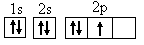 1s 2s 2p
↑↓ ↑↓ ↑↓ ↑